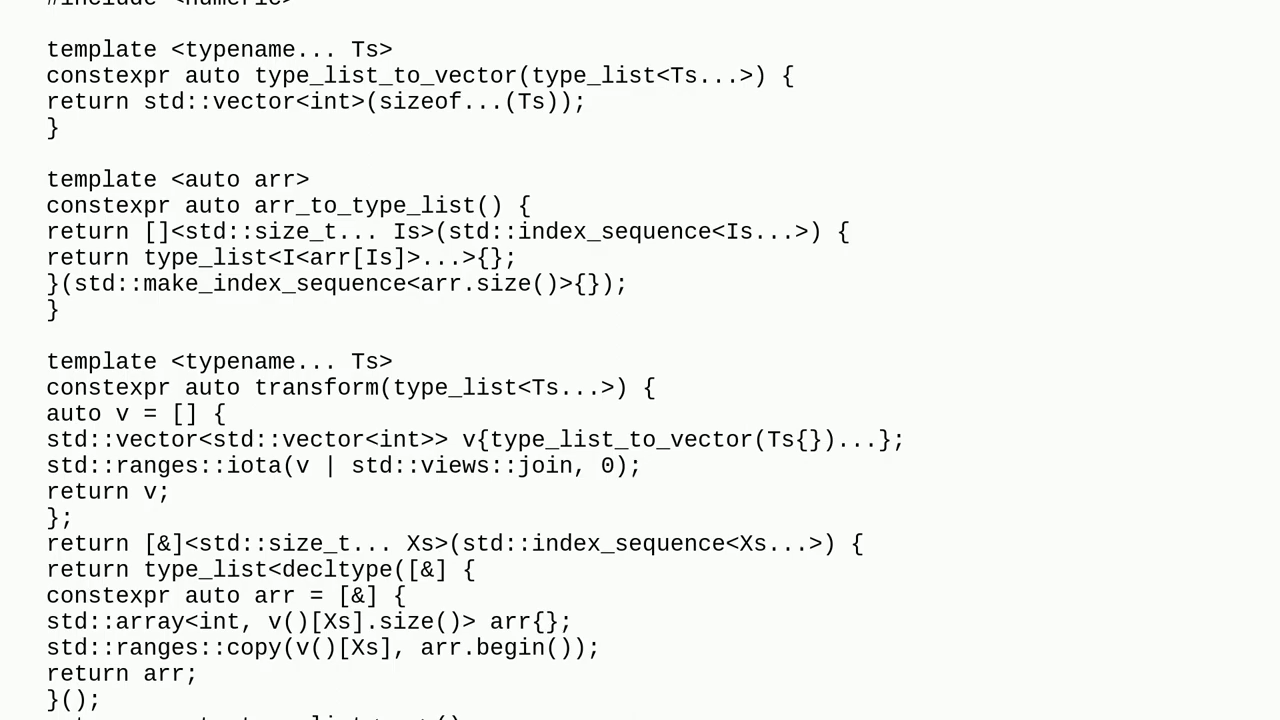 #include <numeric>
template <typename... Ts>
constexpr auto type_list_to_vector(type_list<Ts...>) {
return std::vector<int>(sizeof...(Ts));
}
template <auto arr>
constexpr auto arr_to_type_list() {
return []<std::size_t... Is>(std::index_sequence<Is...>) {
return type_list<I<arr[Is]>...>{};
}(std::make_index_sequence<arr.size()>{});
}
template <typename... Ts>
constexpr auto transform(type_list<Ts...>) {
auto v = [] {
std::vector<std::vector<int>> v{type_list_to_vector(Ts{})...};
std::ranges::iota(v | std::views::join, 0);
return v;
};
return [&]<std::size_t... Xs>(std::index_sequence<Xs...>) {
return type_list<decltype([&] {
constexpr auto arr = [&] {
std::array<int, v()[Xs].size()> arr{};
std::ranges::copy(v()[Xs], arr.begin());
return arr;
}();